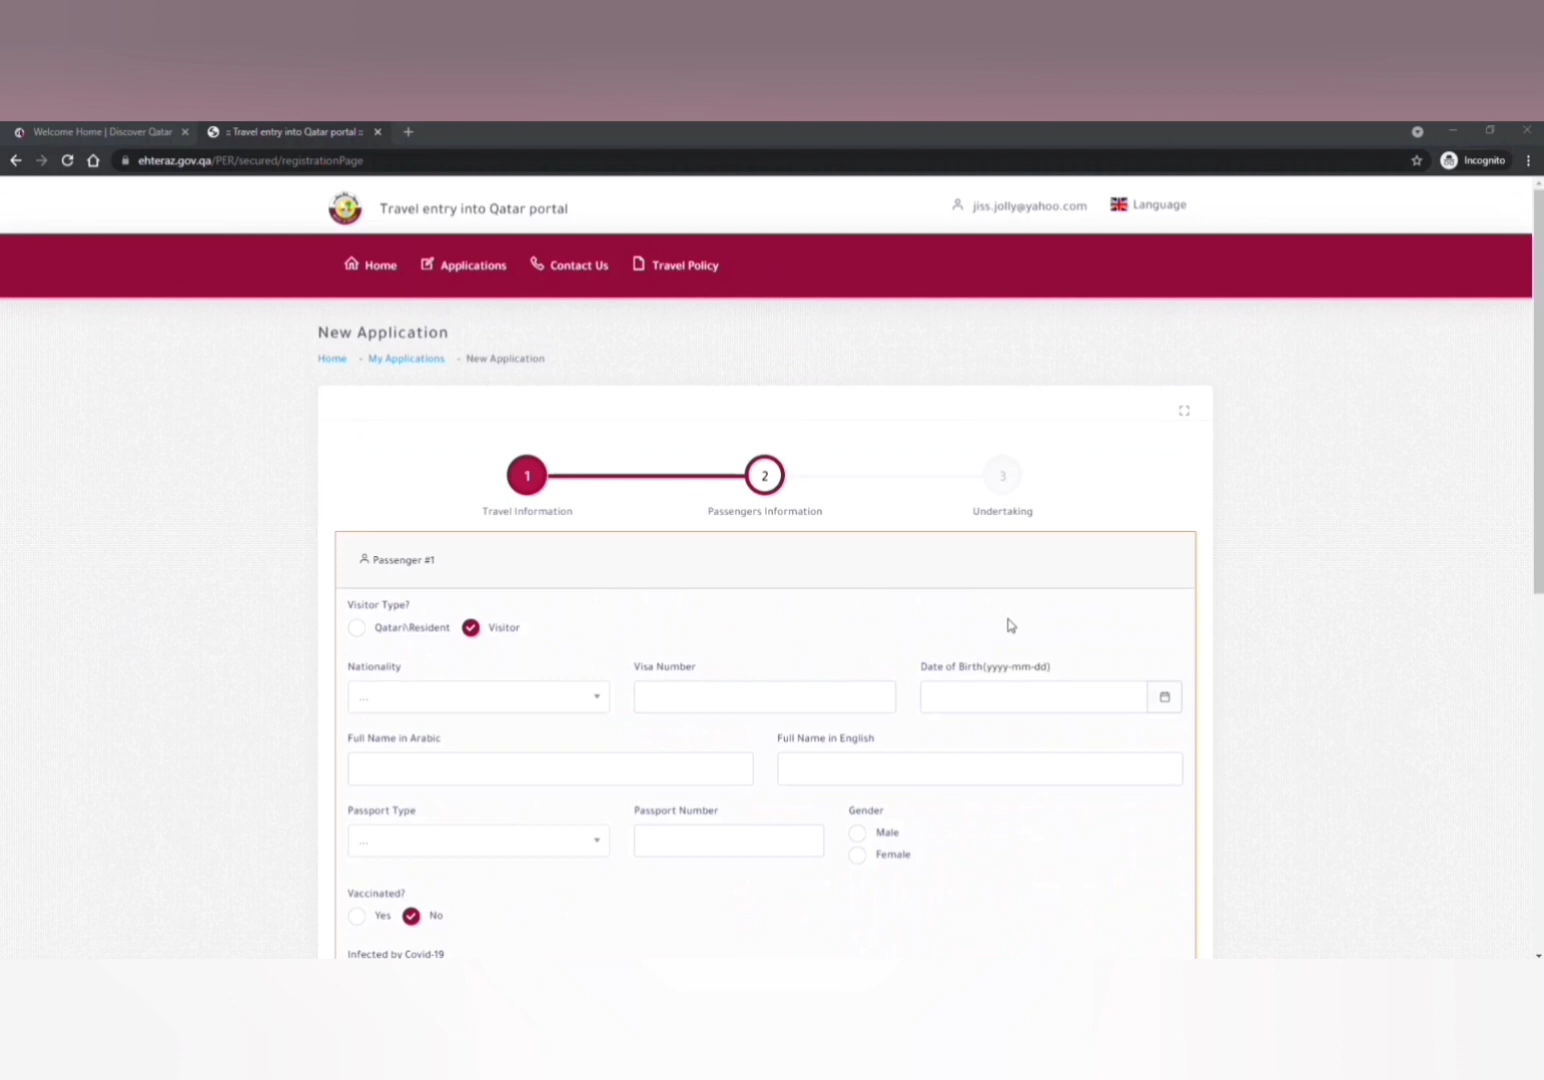 Welcome Home | Discover Qatar
:: Travel entry into Qatar portal ::
ehteraz.gov.qa/PER/secured/registrationPage
Incognito
Travel entry into Qatar portal
jiss.jolly@yahoo.com
Language
Home
Applications
Contact Us
Travel Policy
New Application
Home - My Applications - New Application
1
2
3
Travel Information
Passengers Information
Undertaking
Passenger #1
Visitor Type?
Qatari\Resident
Visitor
Nationality
Visa Number
Date of Birth(yyyy-mm-dd)
...
Full Name in Arabic
Full Name in English
Passport Type
Passport Number
Gender
...
Male
Female
Vaccinated?
Yes
No
Infected by Covid-19